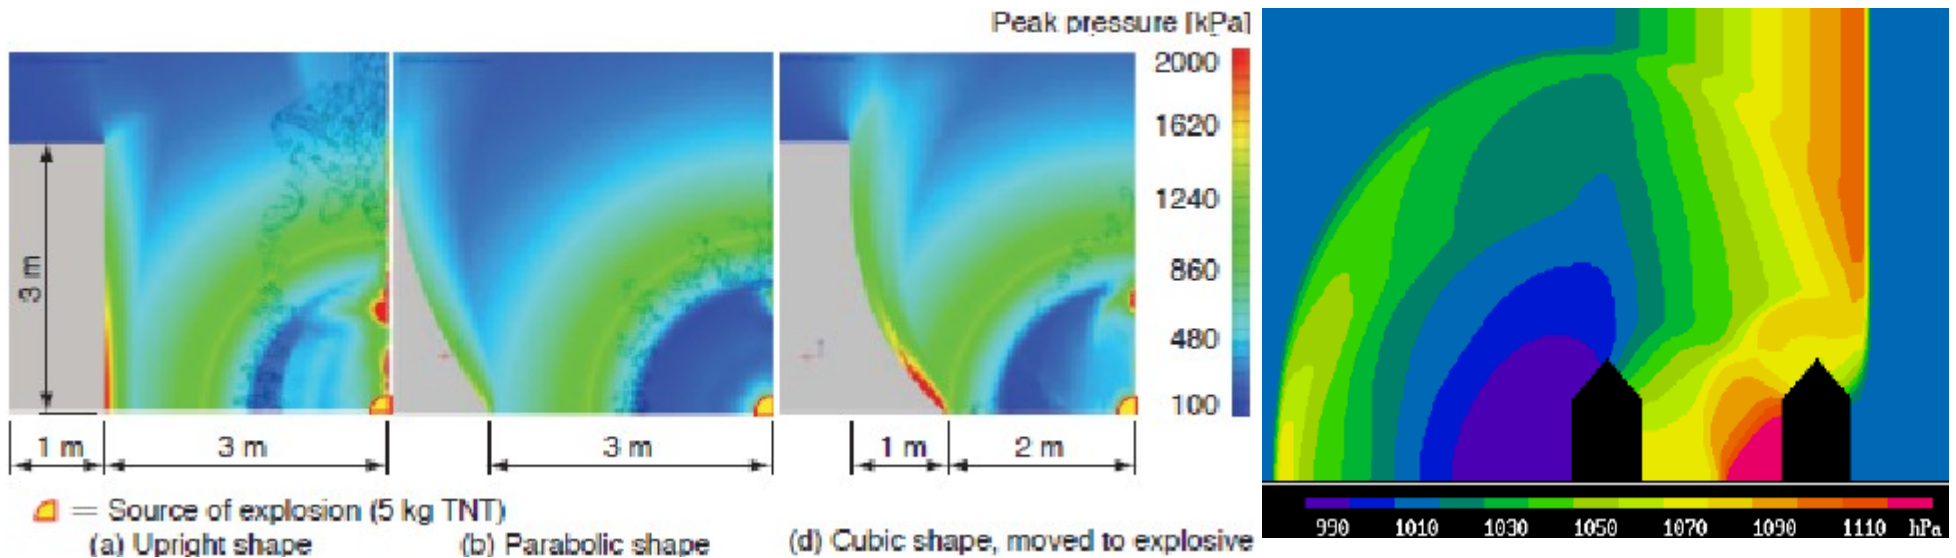 Peak pressure [kPa]
2000
1620
1240
860
480
100
3 m
1 m
3 m
3 m
1 m
2 m
= Source of explosion (5 kg TNT)
(a) Upright shape
(b) Parabolic shape
(d) Cubic shape, moved to explosive
990 1010 1030 1050 1070 1090 1110 hPa